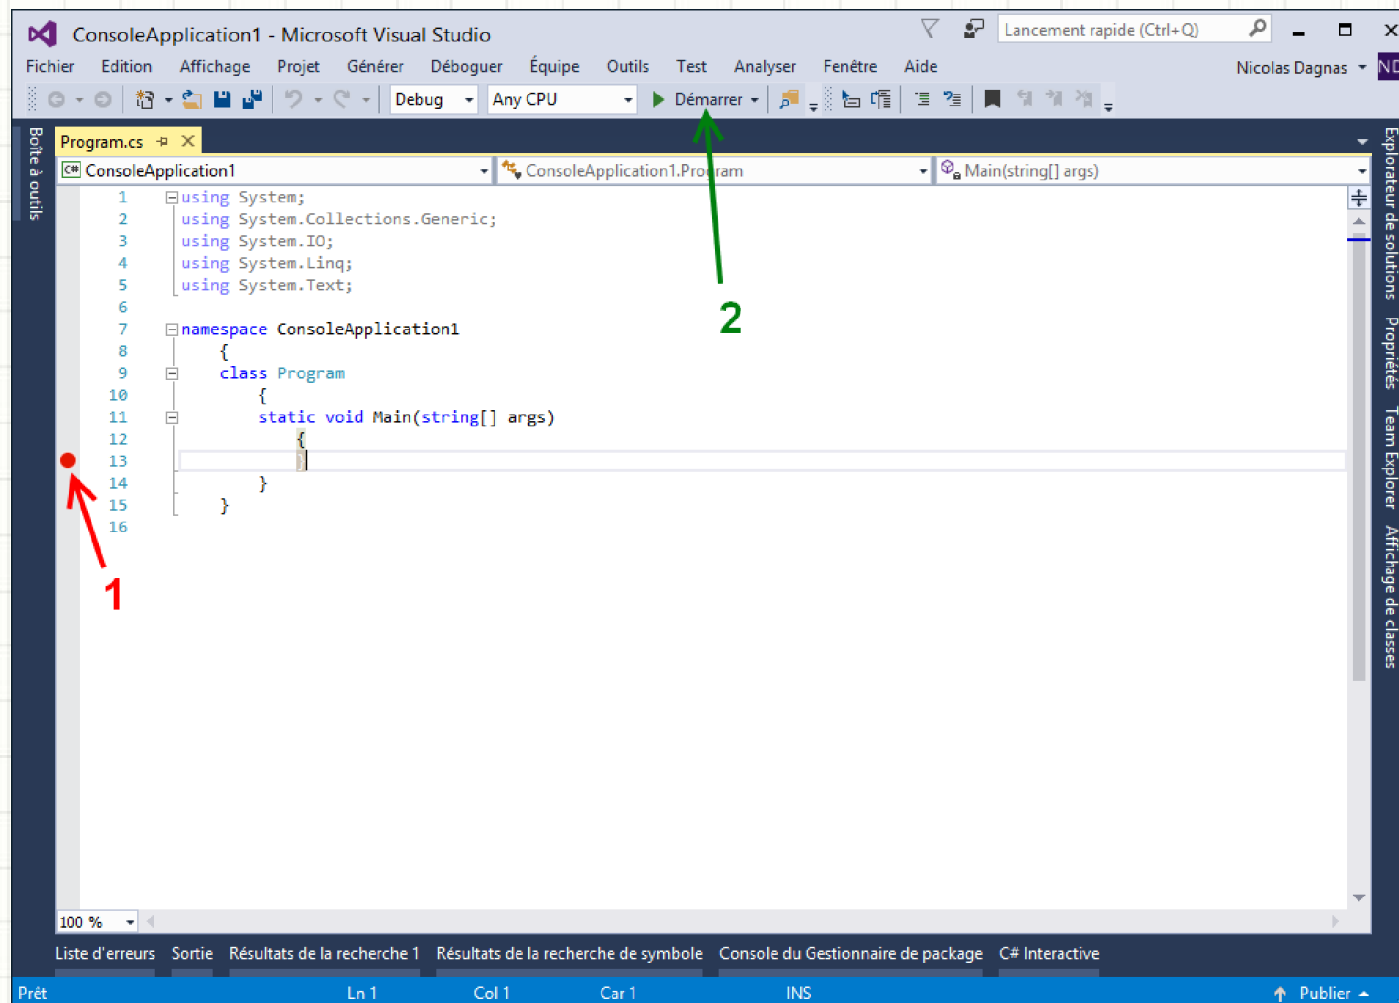 ConsoleApplication1 - Microsoft Visual Studio
Lancement rapide (Ctrl+Q)
Fichier Edition Affichage Projet Générer Déboguer Équipe Outils Test Analyser Fenêtre Aide
Nicolas Dagnas ND
Debug Any CPU Démarrer
Boîte à outils
Program.cs
C# ConsoleApplication1 ConsoleApplication1.Program Main(string[] args)
1 using System;
2 using System.Collections.Generic;
3 using System.IO;
4 using System.Linq;
5 using System.Text;
6
7 namespace ConsoleApplication1
8 {
9 class Program
10 {
11 static void Main(string[] args)
12 {
13 }
14 }
15 }
16
2
1
Explorateur de solutions
Propriétés
Team Explorer
Affichage de classes
100 %
Liste d'erreurs Sortie Résultats de la recherche 1 Résultats de la recherche de symbole Console du Gestionnaire de package C# Interactive
Prêt Ln 1 Col 1 Car 1 INS Publier